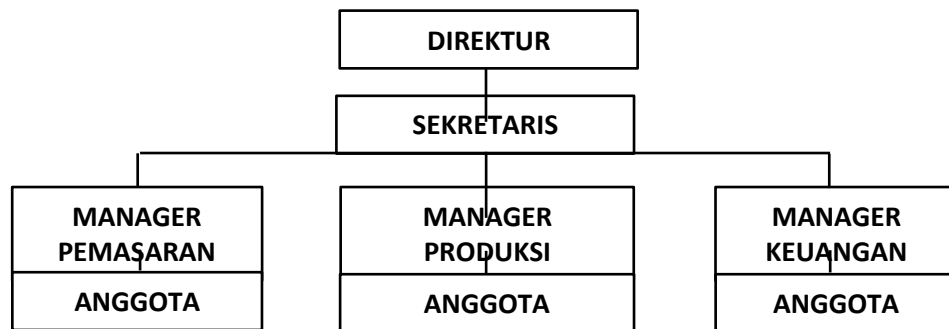 DIREKTUR
SEKRETARIS
MANAGER
PEMASARAN
MANAGER
PRODUKSI
MANAGER
KEUANGAN
ANGGOTA
ANGGOTA
ANGGOTA